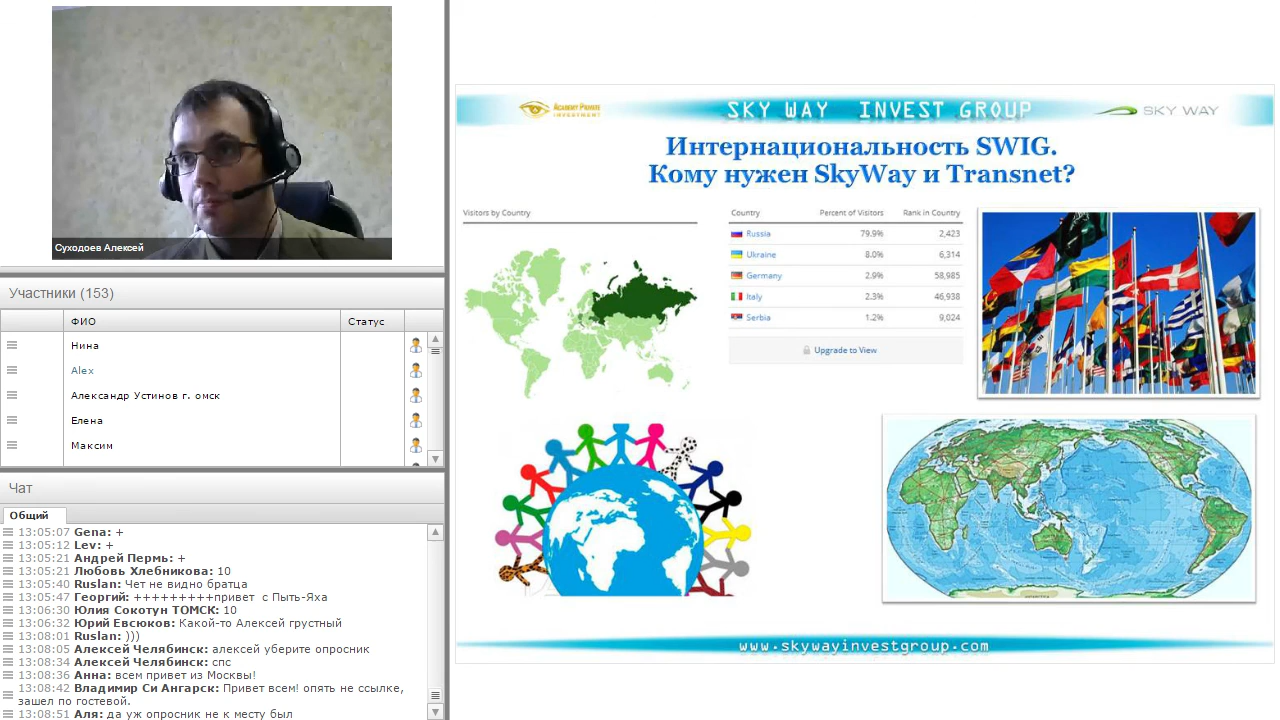 Суходоев Алексей
Участники (153)
ФИО
Статус
Нина
Alex
Александр Устинов г. омск
Елена
Максим
Чат
Общий
13:05:07 Gena: +
13:05:12 Lev: +
13:05:21 Андрей Пермь: +
13:05:21 Любовь Хлебникова: 10
13:05:40 Ruslan: Чет не видно братца
13:05:47 Георгий: +++++++++привет с Пыть-Яха
13:06:30 Юлия Сокотун ТОМСК: 10
13:06:32 Юрий Евсюков: Какой-то Алексей грустный
13:08:01 Ruslan: )))
13:08:05 Алексей Челябинск: алексей уберите опросник
13:08:34 Алексей Челябинск: спс
13:08:36 Анна: всем привет из Москвы!
13:08:42 Владимир Си Ангарск: Привет всем! опять не ссылке,
зашел по гостевой.
13:08:51 Аля: да уж опросник не к месту был
ACADEMY PRIVATE
INVESTMENT
SKY WAY INVEST GROUP
SKY WAY
Интернациональность SWIG.
Кому нужен SkyWay и Transnet?
Visitors by Country
Country Percent of Visitors Rank in Country
Russia 79.9% 2,423
Ukraine 8.0% 6,314
Germany 2.9% 58,985
Italy 2.3% 46,938
Serbia 1.2% 9,024
Upgrade to View
www.skywayinvestgroup.com